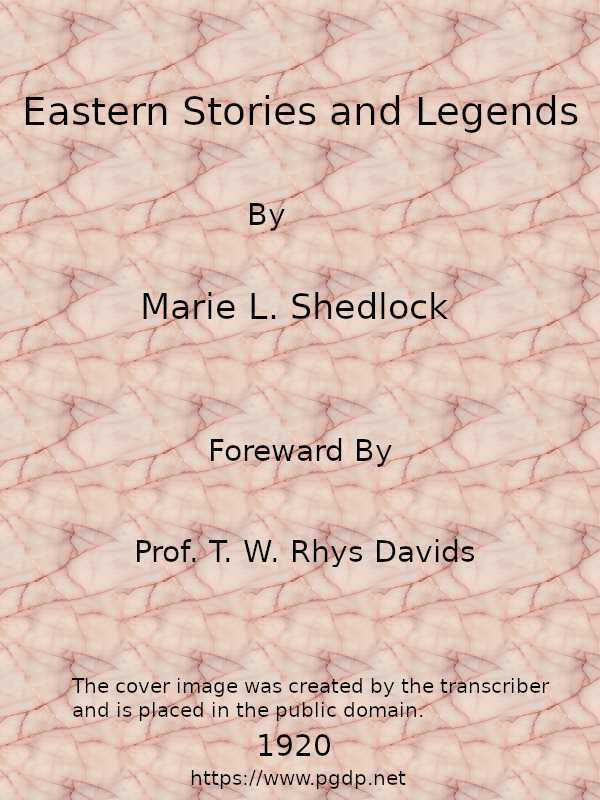 Eastern Stories and Legends
By
Marie L. Shedlock
Foreward By
Prof. T. W. Rhys Davids
The cover image was created by the transcriber
and is placed in the public domain.
1920
https://www.pgdp.net